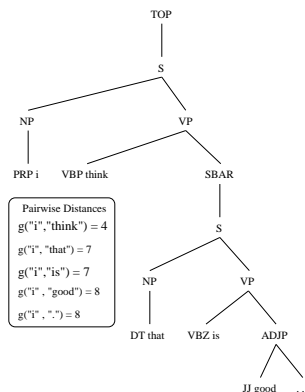 TOP
S
NP VP
PRP i VBP think SBAR
Pairwise Distances
g("i","think") = 4
g("i", "that") = 7
g("i","is") = 7
g("i" , "good") = 8
g("i" , ".") = 8
S
NP VP
DT that VBZ is ADJP
JJ good